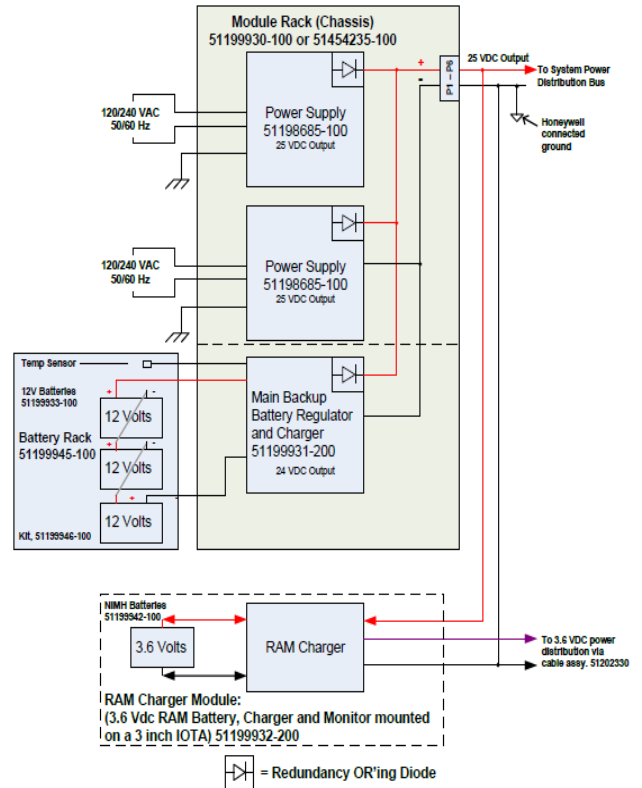 Module Rack (Chassis)
51199930-100 or 51454235-100
+
-
P1 – P6
25 VDC Output
To System Power
Distribution Bus
Honeywell
connected
ground
120/240 VAC
50/60 Hz
Power Supply
51198685-100
25 VDC Output
120/240 VAC
50/60 Hz
Power Supply
51198685-100
25 VDC Output
Temp Sensor
12V Batteries
51199933-100
+
-
12 Volts
Battery Rack
51199945-100
+
-
12 Volts
+
-
12 Volts
Kit, 51199946-100
Main Backup
Battery Regulator
and Charger
51199931-200
24 VDC Output
NIMH Batteries
51199942-100
3.6 Volts
RAM Charger
To 3.6 VDC power
distribution via
cable assy. 51202330
RAM Charger Module:
(3.6 Vdc RAM Battery, Charger and Monitor mounted
on a 3 inch IOTA) 51199932-200
= Redundancy OR'ing Diode